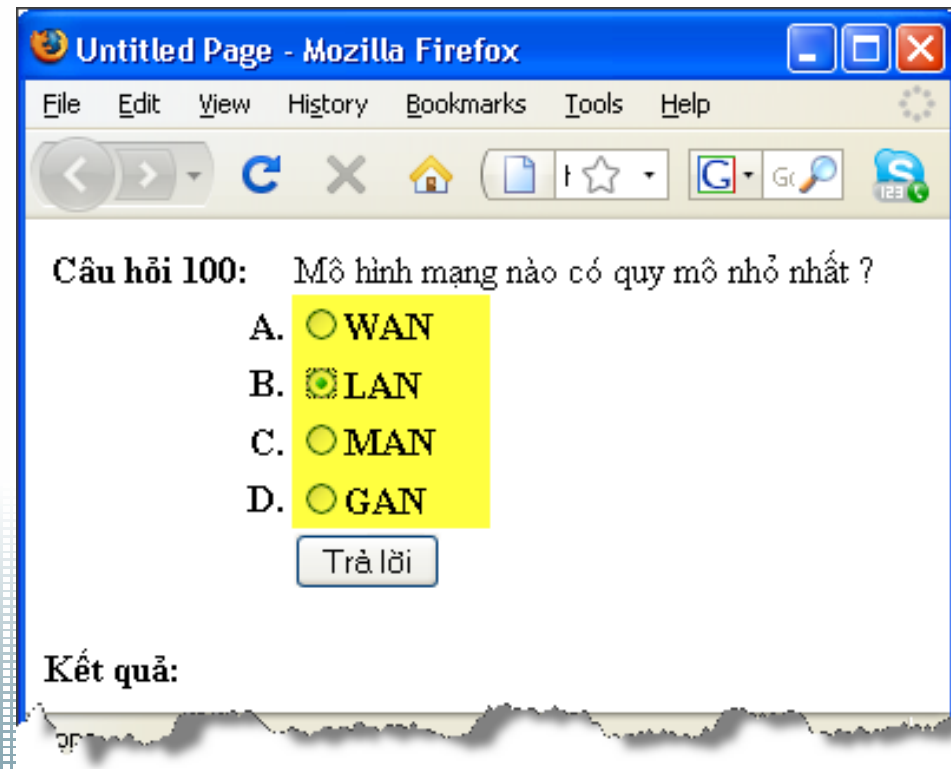 Untitled Page - Mozilla Firefox
File Edit View History Bookmarks Tools Help
G
123
Câu hỏi 100: Mô hình mạng nào có quy mô nhỏ nhất ?
A. WAN
B. LAN
C. MAN
D. GAN
Trả lời
Kết quả: